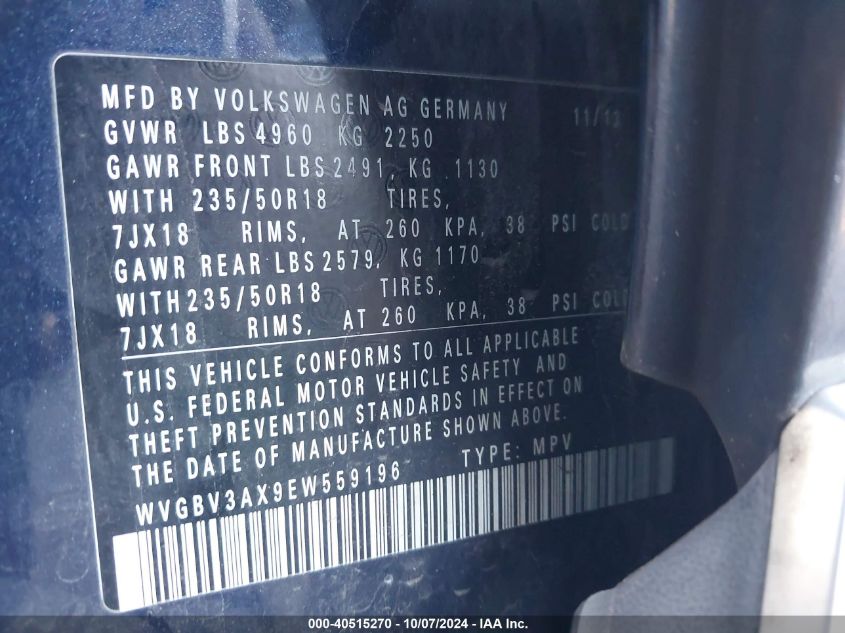 MFD BY VOLKSWAGEN AG GERMANY 11/13
GVWR LBS 4960 KG 2250
GAWR FRONT LBS 2491, KG 1130
WITH 235/50R18 TIRES,
7JX18 RIMS, AT 260 KPA, 38 PSI COLD
GAWR REAR LBS 2579, KG 1170
WITH 235/50R18 TIRES,
7JX18 RIMS, AT 260 KPA, 38 PSI COLD
THIS VEHICLE CONFORMS TO ALL APPLICABLE
U.S. FEDERAL MOTOR VEHICLE SAFETY AND
THEFT PREVENTION STANDARDS IN EFFECT ON
THE DATE OF MANUFACTURE SHOWN ABOVE.
WVGBV3AX9EW559196 TYPE: MPV
000-40515270 - 10/07/2024 - IAA Inc.